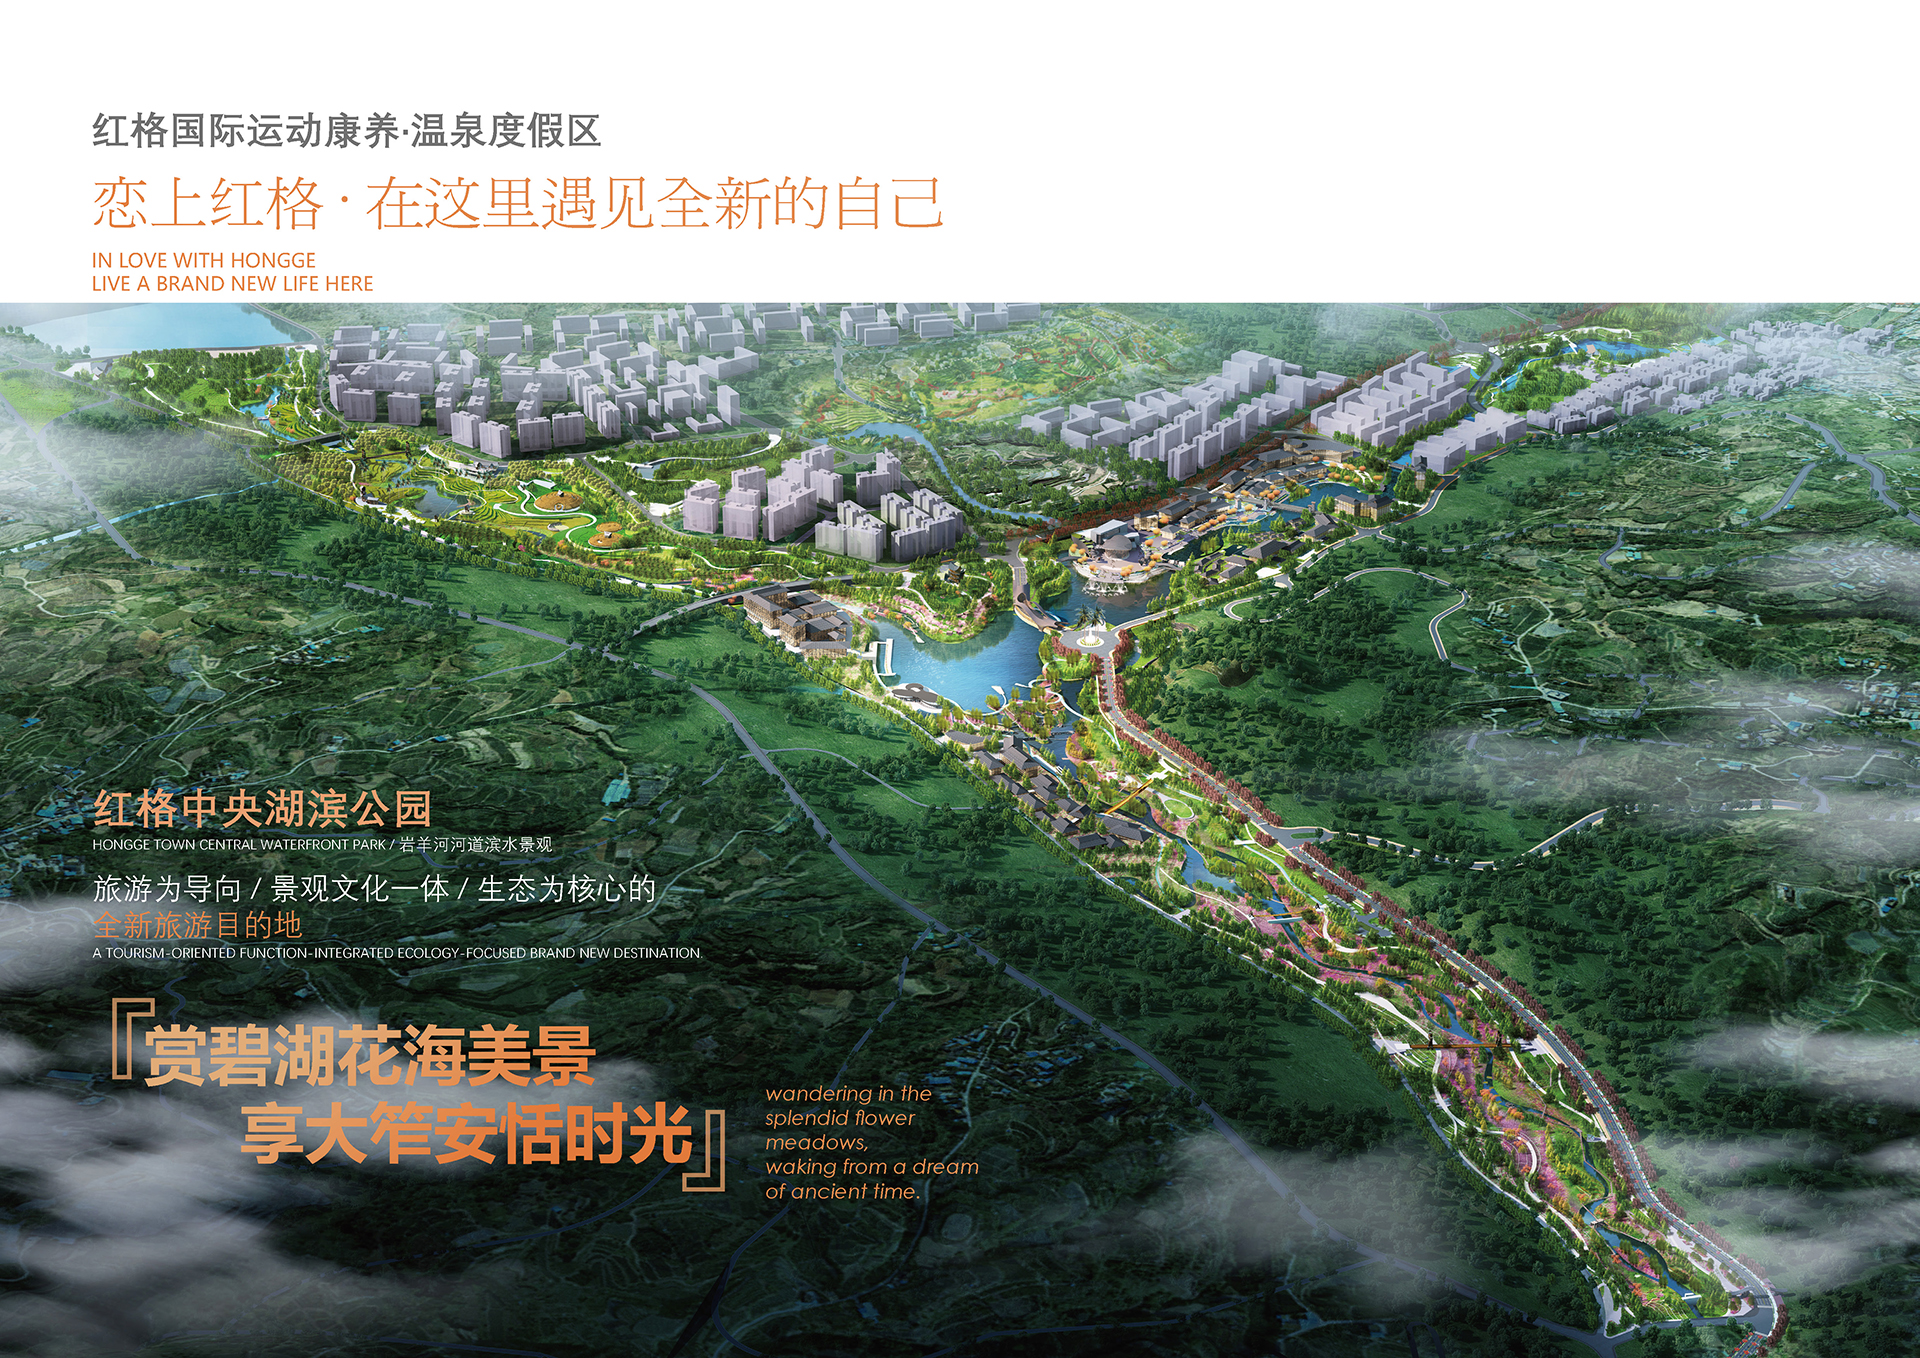 红格国际运动康养·温泉度假区
恋上红格·在这里遇见全新的自己
IN LOVE WITH HONGGE
LIVE A BRAND NEW LIFE HERE
红格中央湖滨公园
HONGGE TOWN CENTRAL WATERFRONT PARK / 岩羊河河道滨水景观
旅游为导向 / 景观文化一体 / 生态为核心的
全新旅游目的地
A TOURISM-ORIENTED FUNCTION-INTEGRATED ECOLOGY-FOCUSED BRAND NEW DESTINATION.
『赏碧湖花海美景
享大笮安恬时光』
wandering in the
splendid flower
meadows,
waking from a dream
of ancient time.